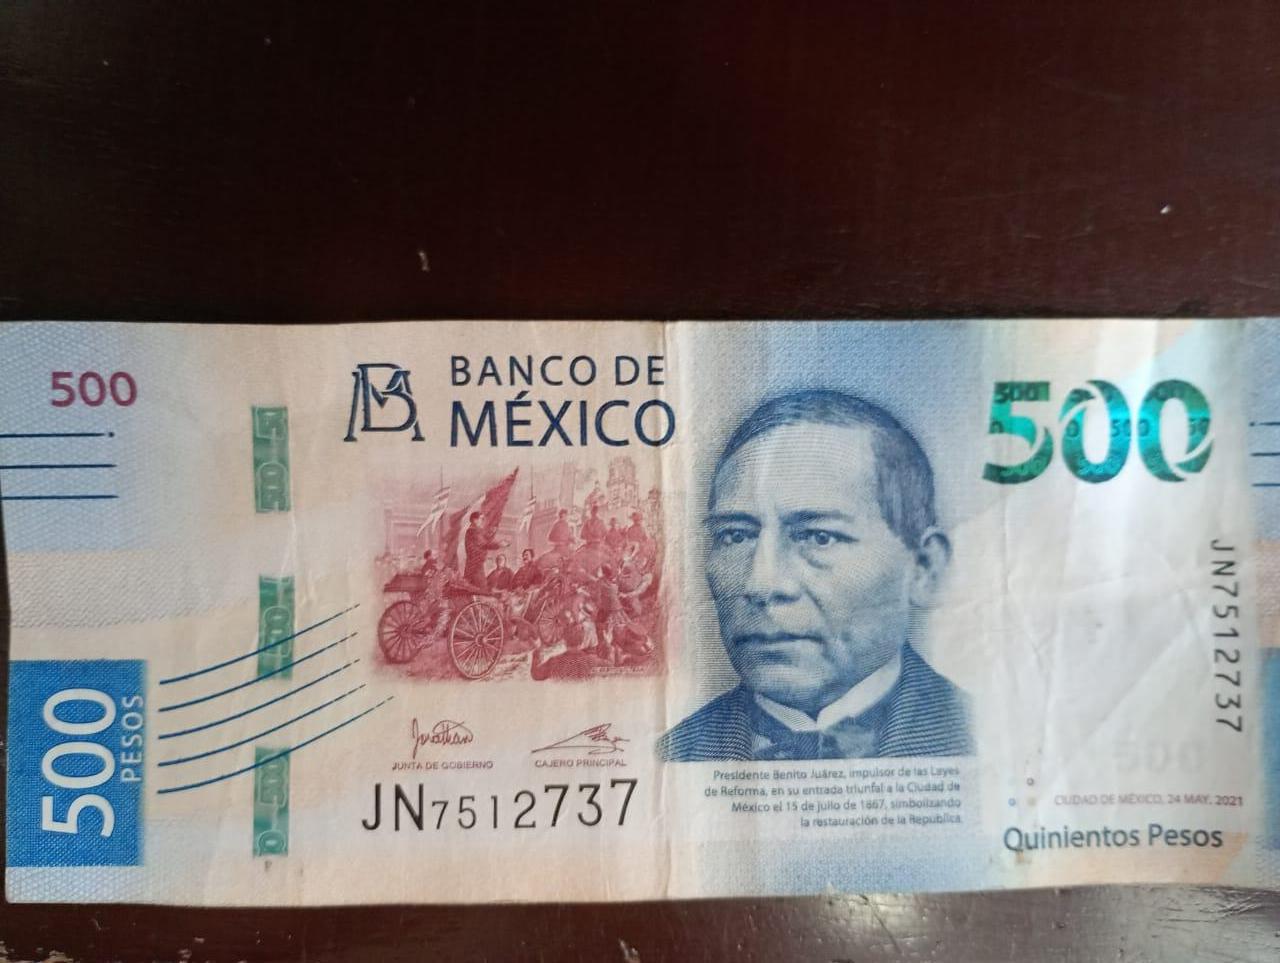 500
BANCO DE
MÉXICO
500
500
PESOS
JUNTA DE GOBIERNO
CAJERO PRINCIPAL
JN7512737
Presidente Benito Juárez, impulsor de las Leyes
de Reforma, en su entrada triunfal a la Ciudad de
México el 15 de julio de 1867, simbolizando
la restauración de la República
JN7512737
CIUDAD DE MÉXICO, 24 MAY. 2021
Quinientos Pesos